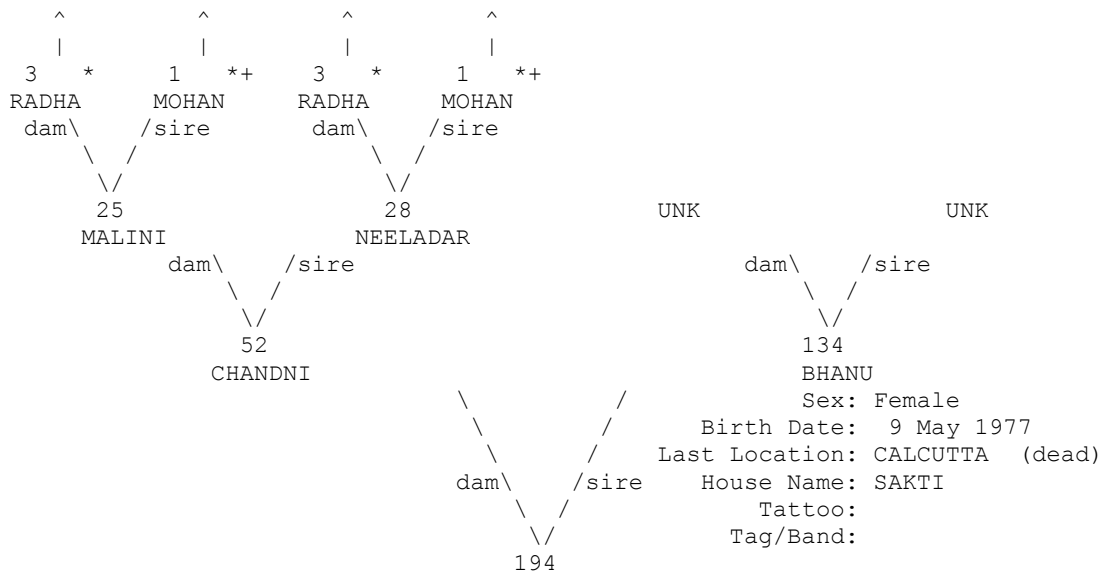 ^ ^ ^ ^
| | | |
3 * 1 *+ 3 * 1 *+
RADHA MOHAN RADHA MOHAN
dam\ /sire dam\ /sire
\ / \ /
\/ \/
25 28 UNK UNK
MALINI NEELADAR
dam\ /sire dam\ /sire
\ / \ /
\/ \/
52 134
CHANDNI BHANU
\ / Sex: Female
\ / Birth Date: 9 May 1977
\ / Last Location: CALCUTTA (dead)
dam\ /sire House Name: SAKTI
\ / Tattoo:
\/ Tag/Band:
194